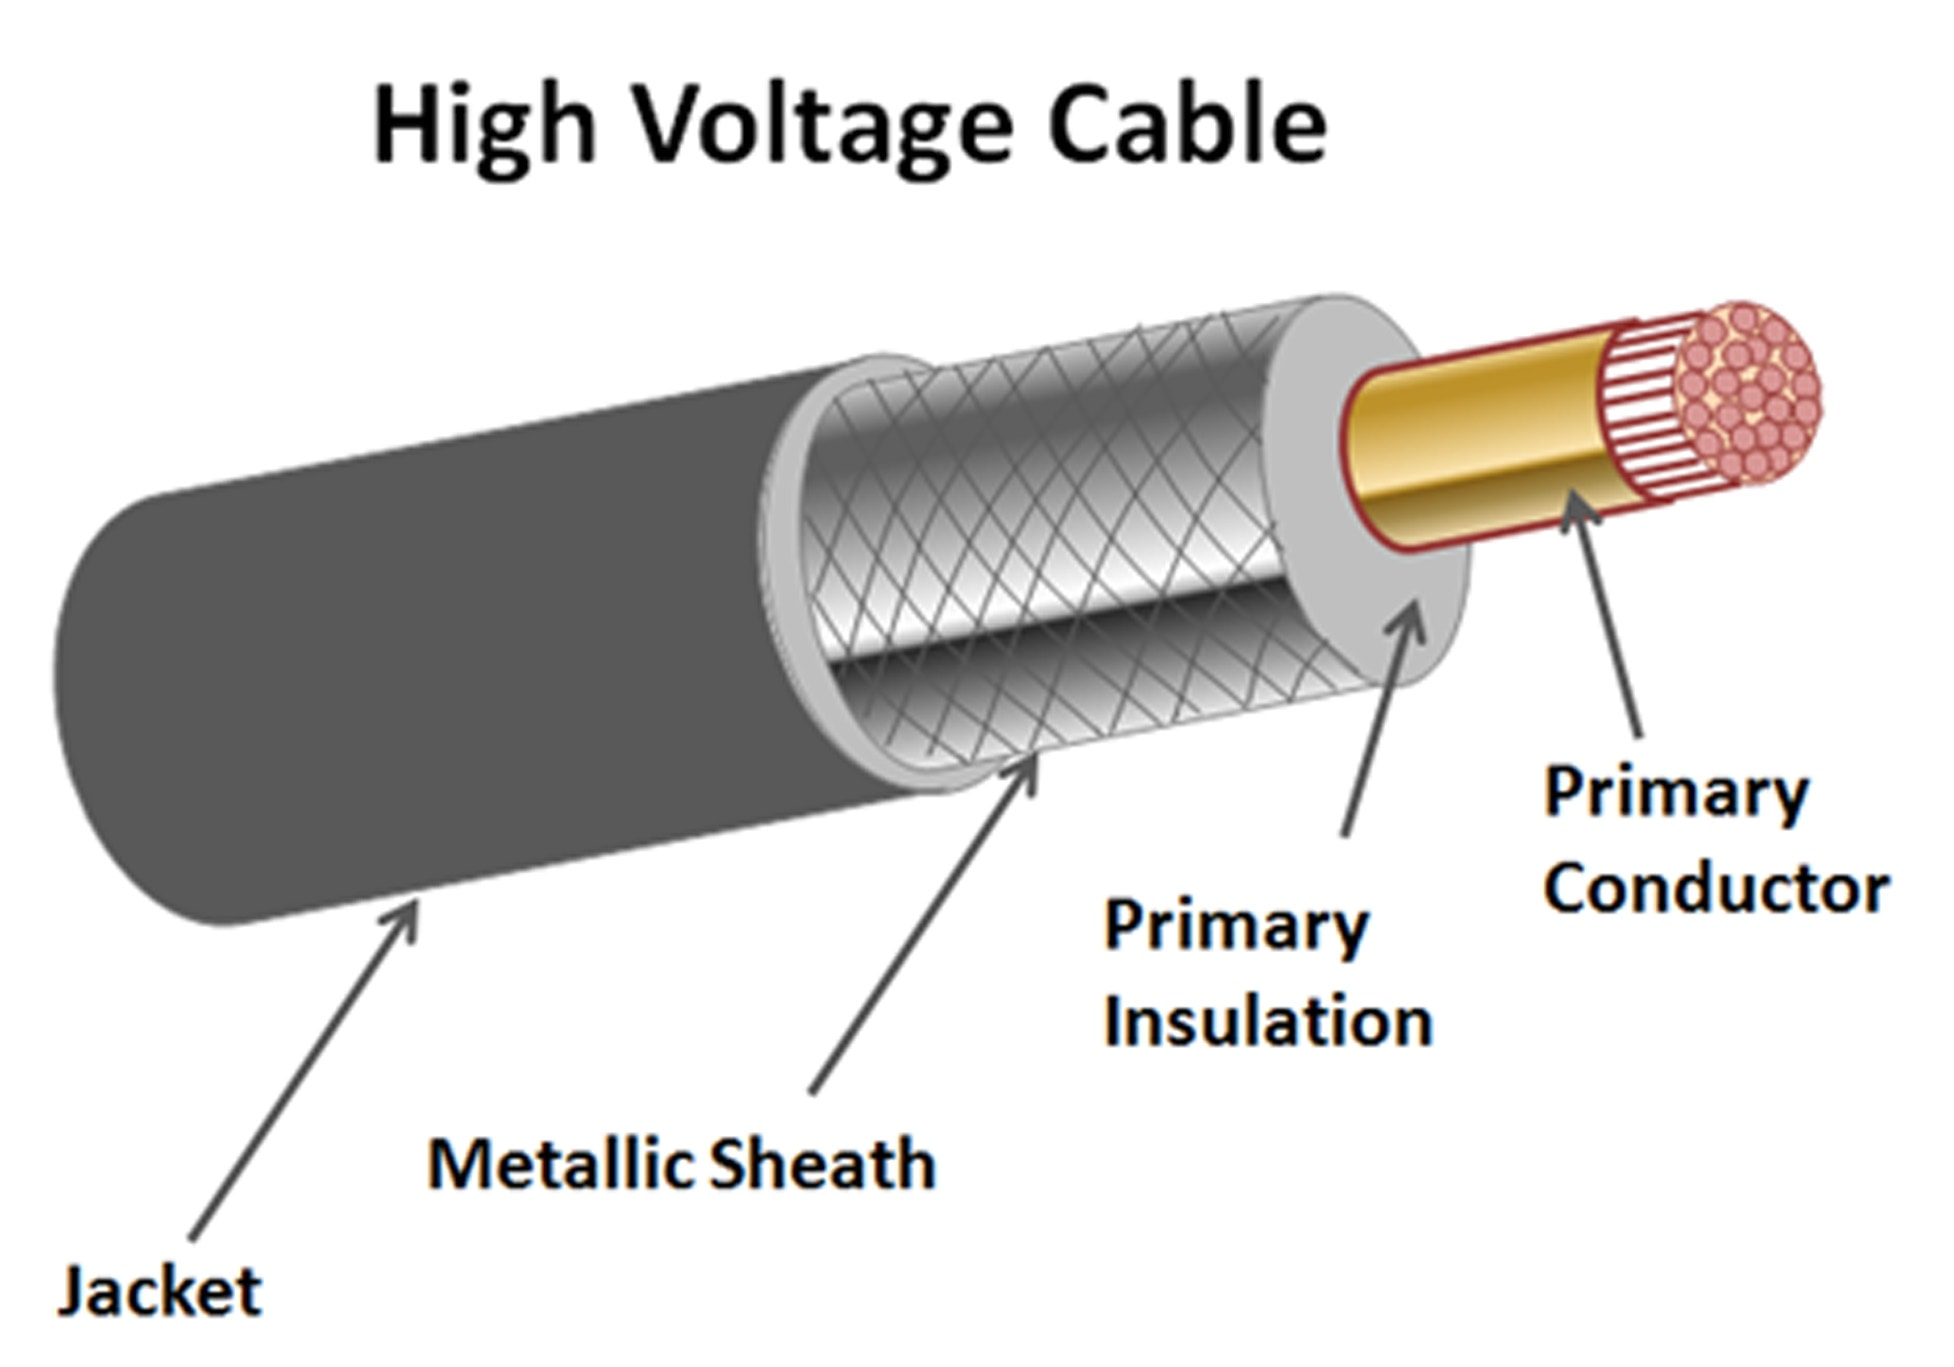 High Voltage Cable
Primary
Conductor
Primary
Insulation
Metallic Sheath
Jacket